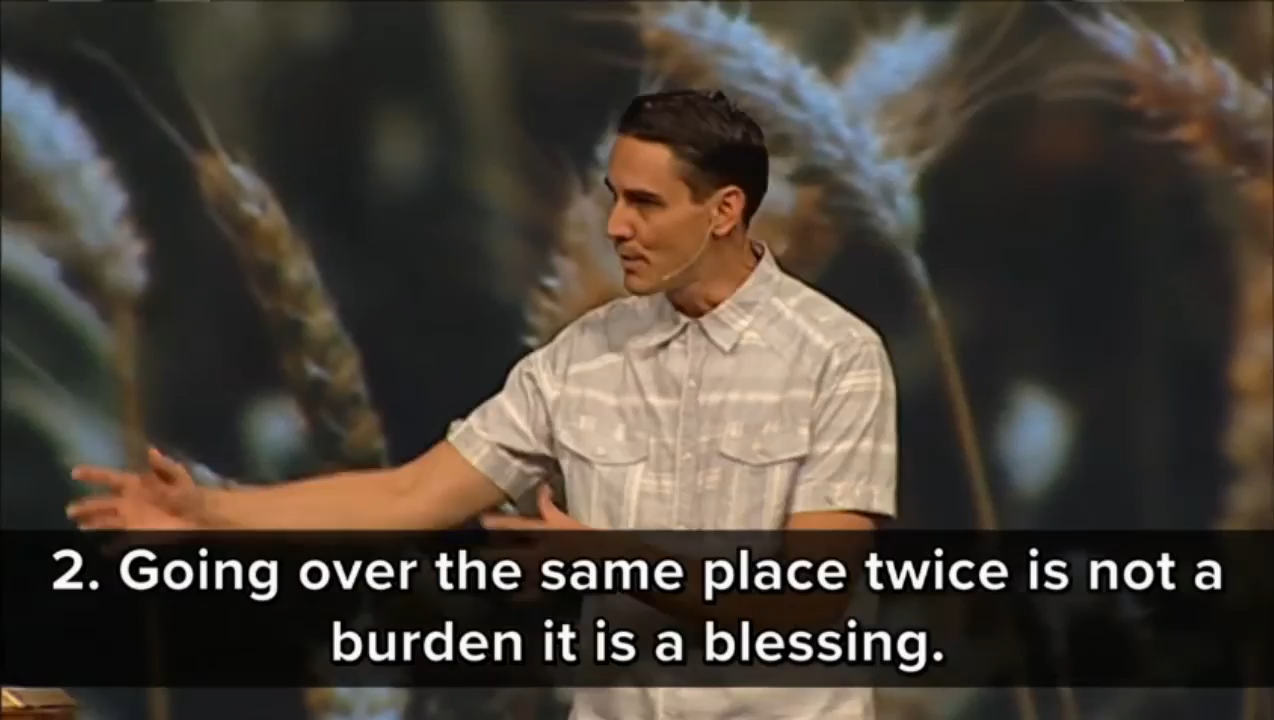 2. Going over the same place twice is not a
burden it is a blessing.